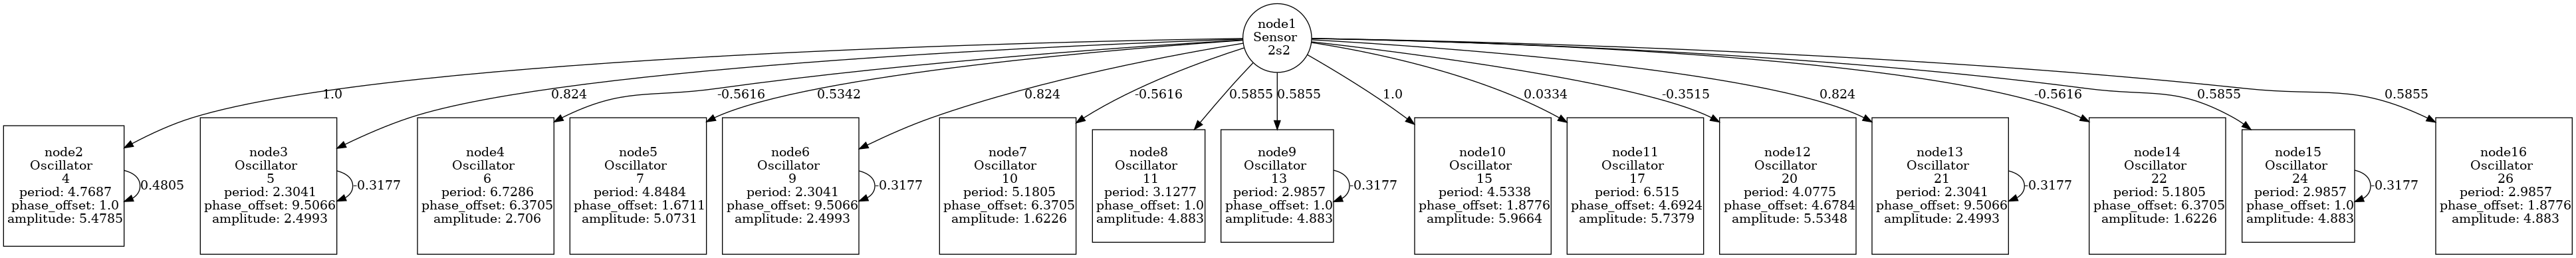 node1
Sensor
2s2
1.0
0.824
-0.5616
0.5342
0.824
-0.5616
0.5855
0.5855
1.0
0.0334
-0.3515
0.824
-0.5616
0.5855
0.5855
node2
Oscillator
4
period: 4.7687
phase_offset: 1.0
amplitude: 5.4785
0.4805
node3
Oscillator
5
period: 2.3041
phase_offset: 9.5066
amplitude: 2.4993
-0.3177
node4
Oscillator
6
period: 6.7286
phase_offset: 6.3705
amplitude: 2.706
node5
Oscillator
7
period: 4.8484
phase_offset: 1.6711
amplitude: 5.0731
node6
Oscillator
9
period: 2.3041
phase_offset: 9.5066
amplitude: 2.4993
-0.3177
node7
Oscillator
10
period: 5.1805
phase_offset: 6.3705
amplitude: 1.6226
node8
Oscillator
11
period: 3.1277
phase_offset: 1.0
amplitude: 4.883
node9
Oscillator
13
period: 2.9857
phase_offset: 1.0
amplitude: 4.883
-0.3177
node10
Oscillator
15
period: 4.5338
phase_offset: 1.8776
amplitude: 5.9664
node11
Oscillator
17
period: 6.515
phase_offset: 4.6924
amplitude: 5.7379
node12
Oscillator
20
period: 4.0775
phase_offset: 4.6784
amplitude: 5.5348
node13
Oscillator
21
period: 2.3041
phase_offset: 9.5066
amplitude: 2.4993
-0.3177
node14
Oscillator
22
period: 5.1805
phase_offset: 6.3705
amplitude: 1.6226
node15
Oscillator
24
period: 2.9857
phase_offset: 1.0
amplitude: 4.883
-0.3177
node16
Oscillator
26
period: 2.9857
phase_offset: 1.8776
amplitude: 4.883